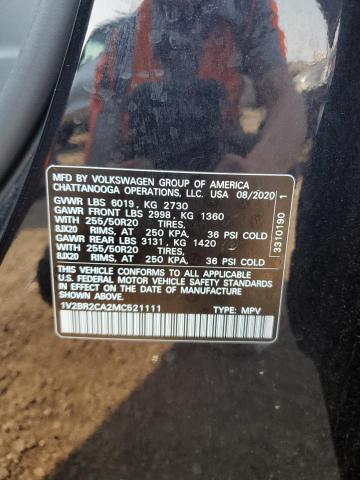 MFD BY VOLKSWAGEN GROUP OF AMERICA
CHATTANOOGA OPERATIONS, LLC. USA 08/2020
GVWR LBS 6019, KG 2730
GAWR FRONT LBS 2998, KG 1360
WITH 255/50R20 TIRES,
8JX20 RIMS, AT 250 KPA. 36 PSI COLD
GAWR REAR LBS 3131, KG 1420
WITH 255/50R20 TIRES,
8JX20 RIMS, AT 250 KPA. 36 PSI COLD
THIS VEHICLE CONFORMS TO ALL APPLICABLE
U.S. FEDERAL MOTOR VEHICLE SAFETY STANDARDS
IN EFFECT ON THE DATE OF MANUFACTURE
SHOWN ABOVE.
1V2BR2CA2MC521111 TYPE: MPV
3310190 1